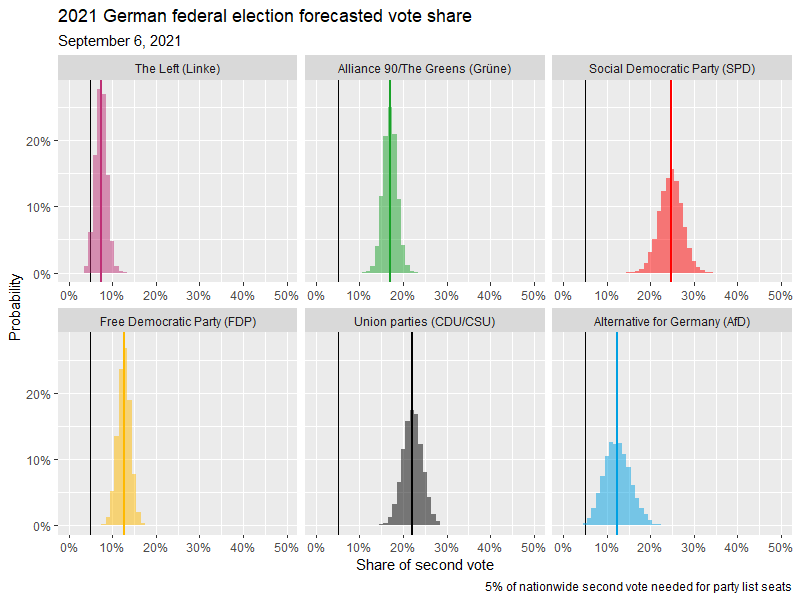 2021 German federal election forecasted vote share
September 6, 2021
The Left (Linke) Alliance 90/The Greens (Grüne) Social Democratic Party (SPD)
20%
10%
0%
0% 10% 20% 30% 40% 50% 0% 10% 20% 30% 40% 50% 0% 10% 20% 30% 40% 50%
Probability
Free Democratic Party (FDP) Union parties (CDU/CSU) Alternative for Germany (AfD)
20%
10%
0%
0% 10% 20% 30% 40% 50% 0% 10% 20% 30% 40% 50% 0% 10% 20% 30% 40% 50%
Share of second vote
5% of nationwide second vote needed for party list seats